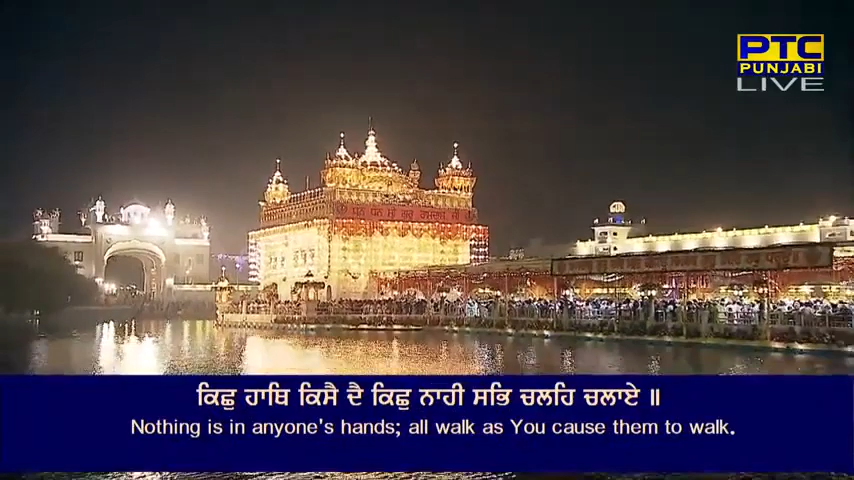 PTC
PUNJABI
LIVE
ਕਿਛੁ ਹਾਥਿ ਕਿਸੈ ਦੈ ਕਿਛੁ ਨਾਹੀ ਸਭਿ ਚਲਹਿ ਚਲਾਏ ॥
Nothing is in anyone's hands; all walk as You cause them to walk.